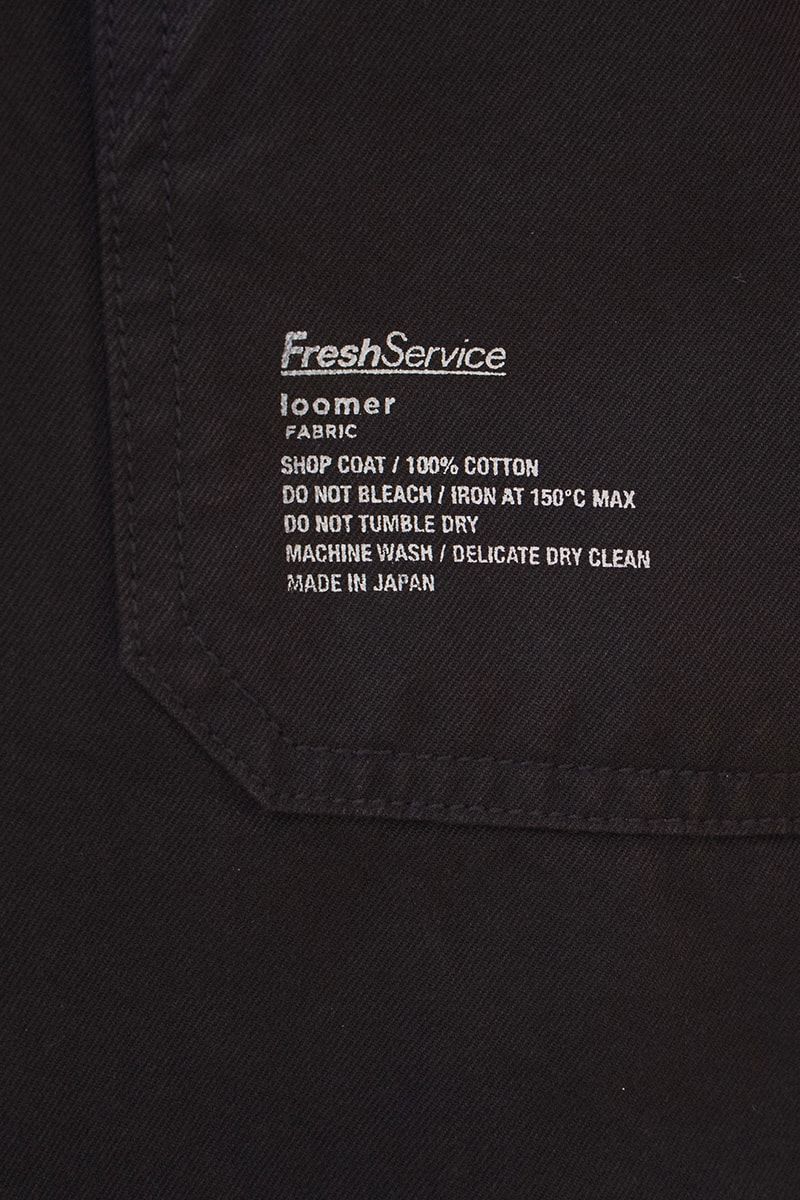 FreshService
loomer
FABRIC
SHOP COAT / 100% COTTON
DO NOT BLEACH / IRON AT 150°C MAX
DO NOT TUMBLE DRY
MACHINE WASH / DELICATE DRY CLEAN
MADE IN JAPAN